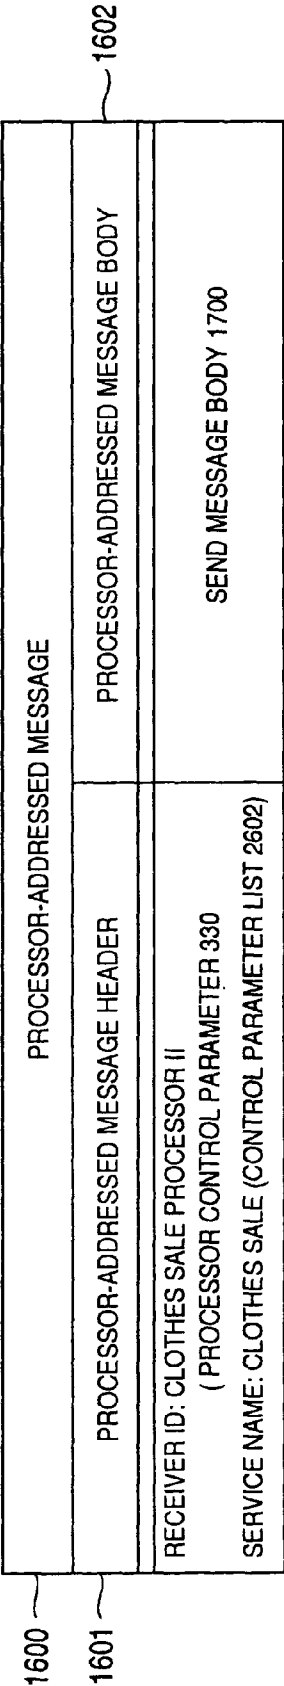 1600
PROCESSOR-ADDRESSED MESSAGE
1601
PROCESSOR-ADDRESSED MESSAGE HEADER
PROCESSOR-ADDRESSED MESSAGE BODY
1602
RECEIVER ID: CLOTHES SALE PROCESSOR II
( PROCESSOR CONTROL PARAMETER 330
SERVICE NAME: CLOTHES SALE (CONTROL PARAMETER LIST 2602)
SEND MESSAGE BODY 1700